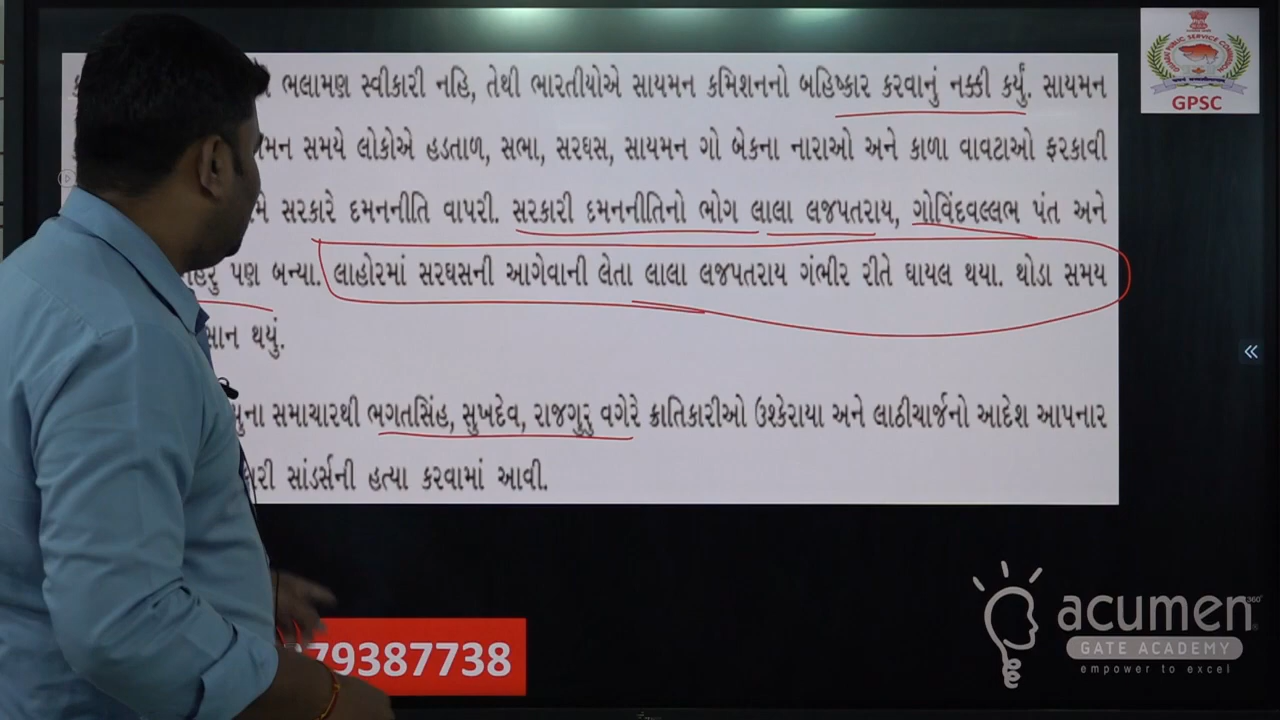 ભલામણ સ્વીકારી નહિ, તેથી ભારતીયોએ સાયમન કમિશનનો બહિષ્કાર કરવાનું નક્કી કર્યું. સાયમન
સમયે લોકોએ હડતાળ, સભા, સરઘસ, સાયમન ગો બેકના નારાઓ અને કાળા વાવટાઓ ફરકાવી
સરકારે દમનનીતિ વાપરી. સરકારી દમનનીતિનો ભોગ લાલા લજપતરાય, ગોવિંદવલ્લભ પંત અને
પણ બન્યા. લાહોરમાં સરઘસની આગેવાની લેતા લાલા લજપતરાય ગંભીર રીતે ઘાયલ થયા. થોડા સમય
થયું.
સમાચારથી ભગતસિંહ, સુખદેવ, રાજગુરુ વગેરે ક્રાતિકારીઓ ઉશ્કેરાયા અને લાઠીચાર્જનો આદેશ આપનાર
સાંડર્સની હત્યા કરવામાં આવી.
GPSC
79387738
acumen
GATE ACADEMY
empower to excel